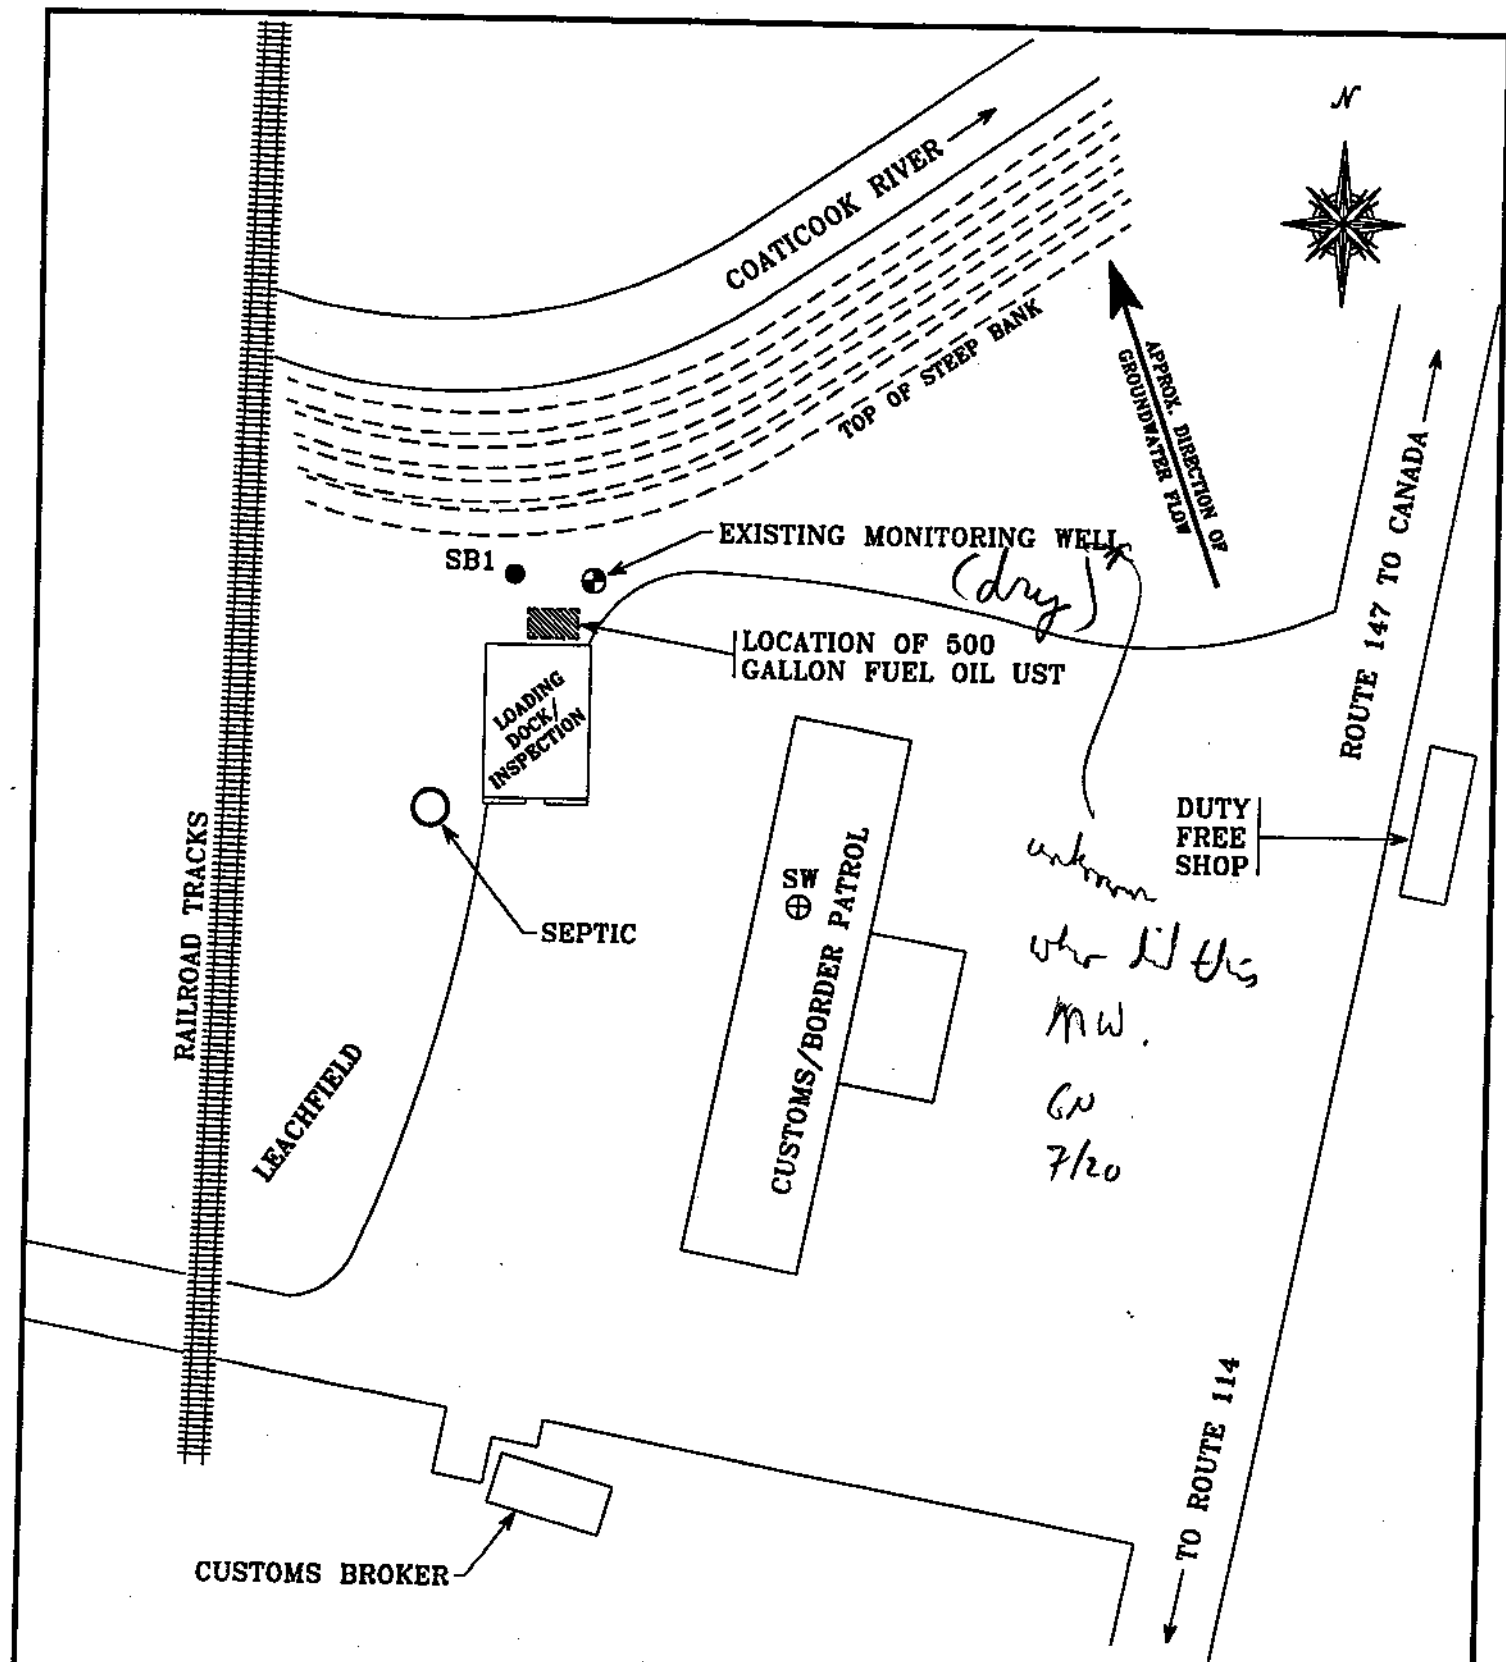 N
COATICOOK RIVER
TOP OF STEEP BANK
APPROX. DIRECTION OF
GROUNDWATER FLOW
EXISTING MONITORING WELL
(dry)
SB1
LOCATION OF 500
GALLON FUEL OIL UST
LOADING
DOCK/
INSPECTION
ROUTE 147 TO CANADA
DUTY
FREE
SHOP
unknown
who did this
MW.
GN
7/20
SW
CUSTOMS/BORDER PATROL
SEPTIC
RAILROAD TRACKS
LEACHFIELD
TO ROUTE 114
CUSTOMS BROKER